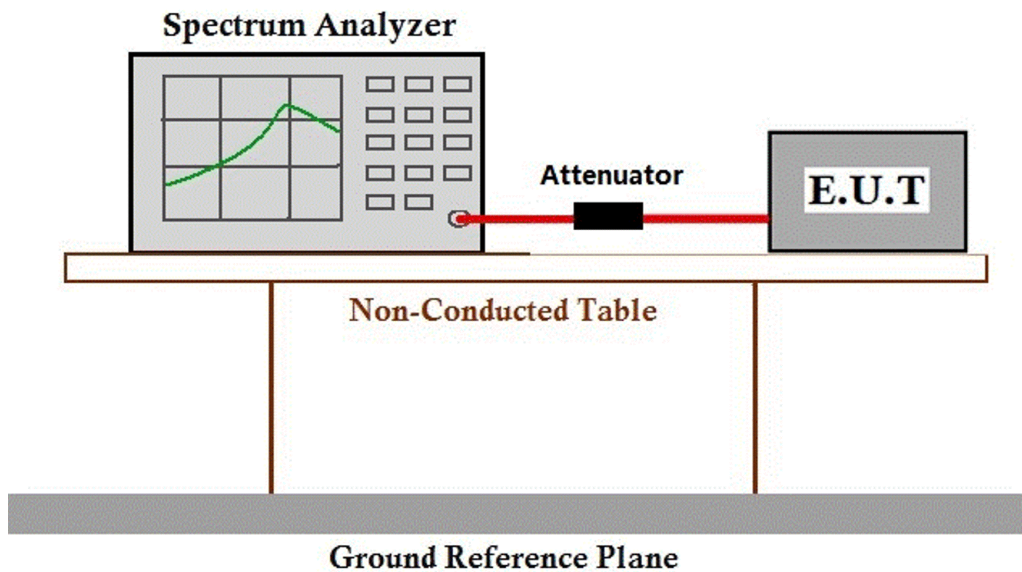 Spectrum Analyzer
Attenuator
E.U.T
Non-Conducted Table
Ground Reference Plane